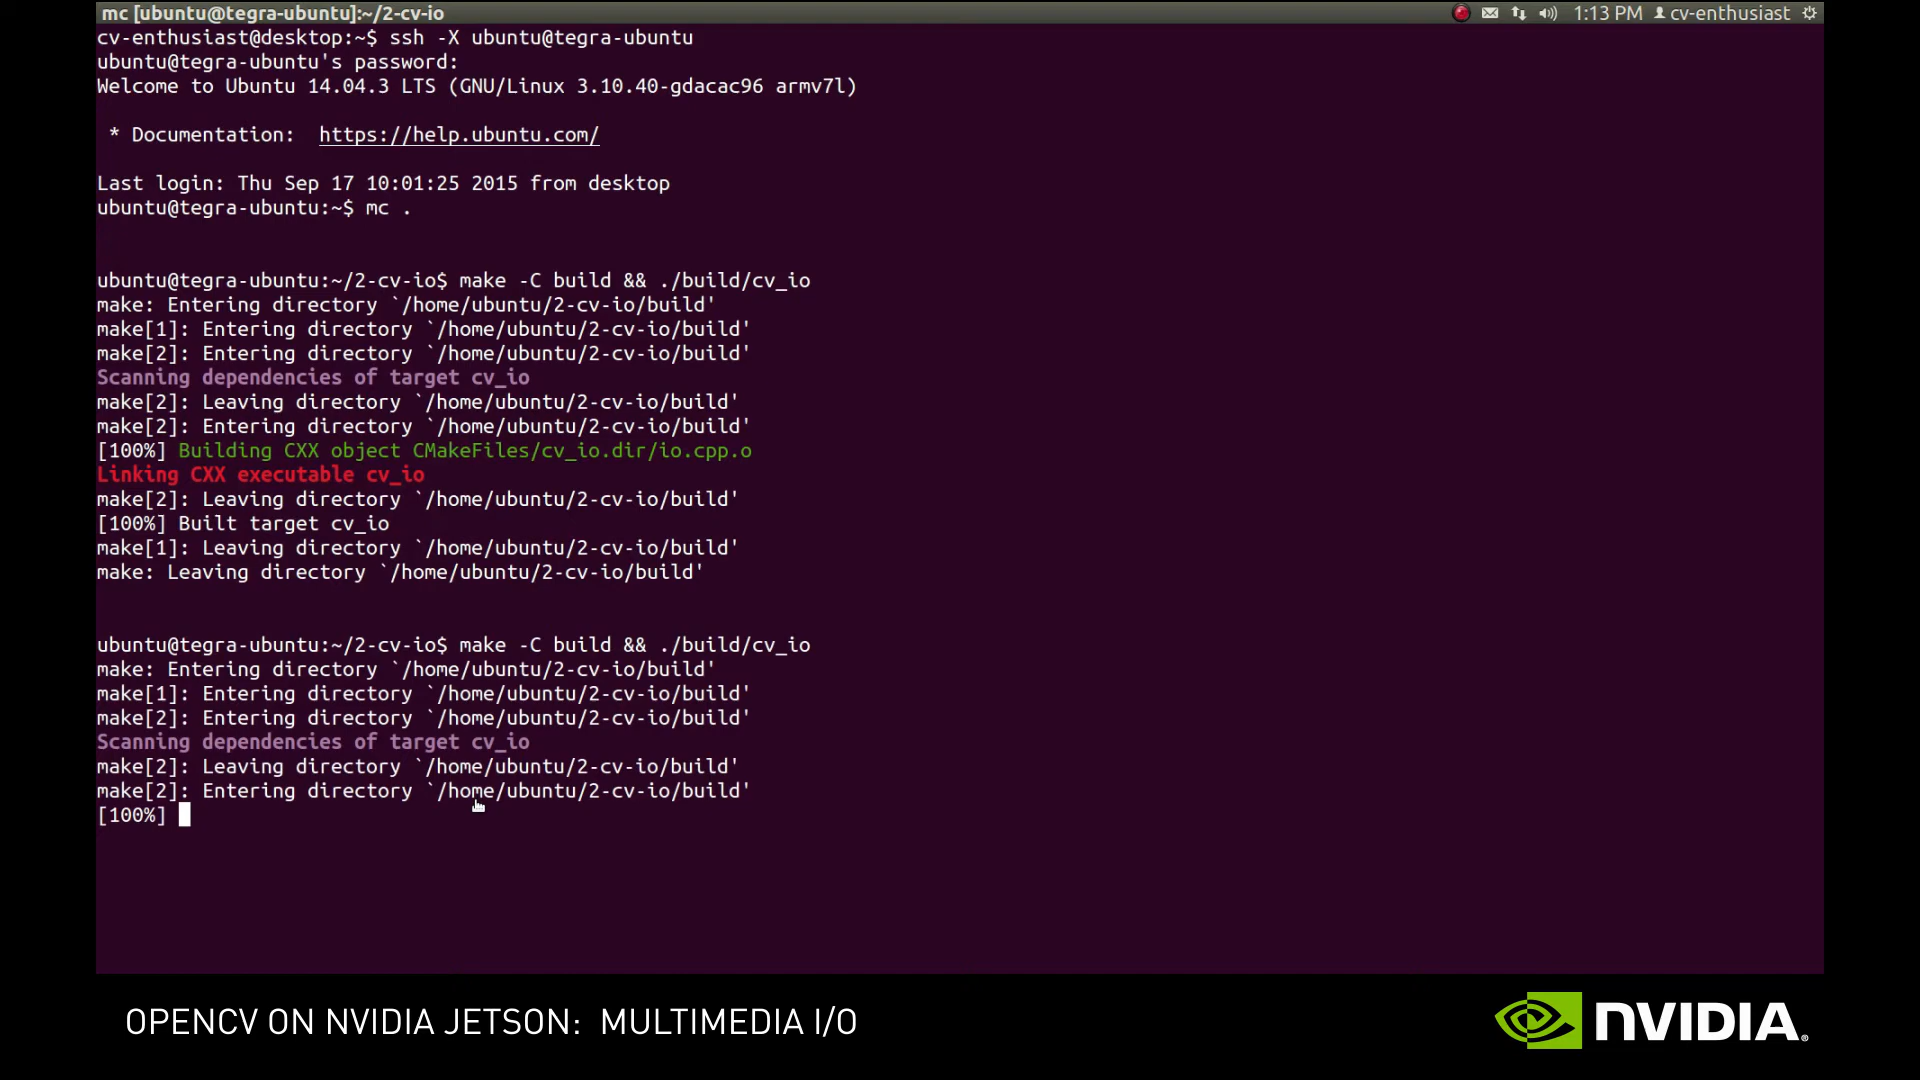 mc [ubuntu@tegra-ubuntu]:~/2-cv-io 1:13 PM cv-enthusiast
cv-enthusiast@desktop:~$ ssh -X ubuntu@tegra-ubuntu
ubuntu@tegra-ubuntu's password:
Welcome to Ubuntu 14.04.3 LTS (GNU/Linux 3.10.40-gdacac96 armv7l)
* Documentation:  https://help.ubuntu.com/
Last login: Thu Sep 17 10:01:25 2015 from desktop
ubuntu@tegra-ubuntu:~$ mc .
ubuntu@tegra-ubuntu:~/2-cv-io$ make -C build && ./build/cv_io
make: Entering directory `/home/ubuntu/2-cv-io/build'
make[1]: Entering directory `/home/ubuntu/2-cv-io/build'
make[2]: Entering directory `/home/ubuntu/2-cv-io/build'
Scanning dependencies of target cv_io
make[2]: Leaving directory `/home/ubuntu/2-cv-io/build'
make[2]: Entering directory `/home/ubuntu/2-cv-io/build'
[100%] Building CXX object CMakeFiles/cv_io.dir/io.cpp.o
Linking CXX executable cv_io
make[2]: Leaving directory `/home/ubuntu/2-cv-io/build'
[100%] Built target cv_io
make[1]: Leaving directory `/home/ubuntu/2-cv-io/build'
make: Leaving directory `/home/ubuntu/2-cv-io/build'
ubuntu@tegra-ubuntu:~/2-cv-io$ make -C build && ./build/cv_io
make: Entering directory `/home/ubuntu/2-cv-io/build'
make[1]: Entering directory `/home/ubuntu/2-cv-io/build'
make[2]: Entering directory `/home/ubuntu/2-cv-io/build'
Scanning dependencies of target cv_io
make[2]: Leaving directory `/home/ubuntu/2-cv-io/build'
make[2]: Entering directory `/home/ubuntu/2-cv-io/build'
[100%]
OPENCV ON NVIDIA JETSON: MULTIMEDIA I/O
NVIDIA®